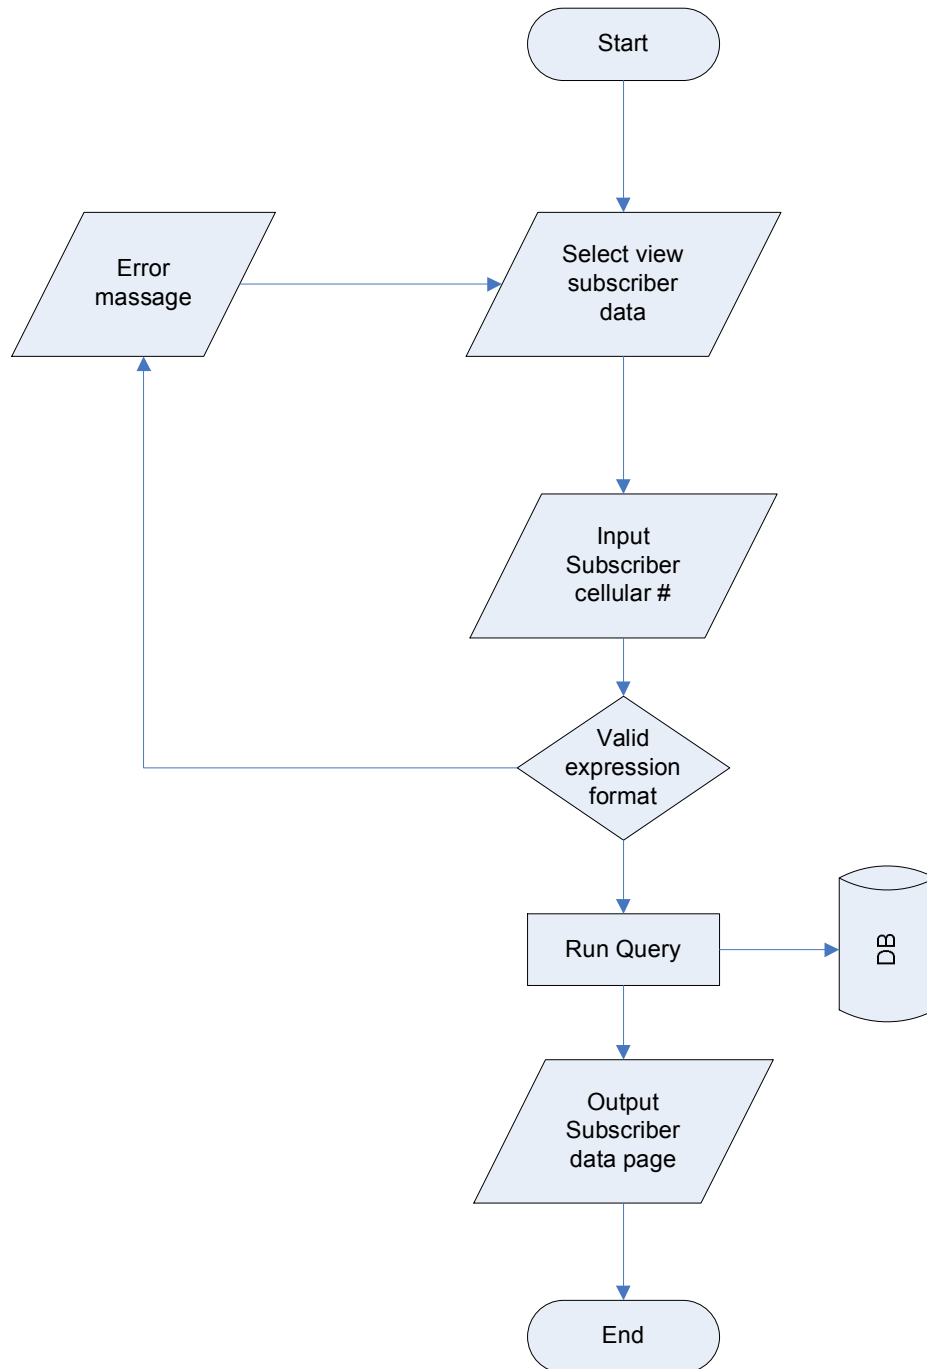 Start
Error
massage
Select view
subscriber
data
Input
Subscriber
cellular #
Valid
expression
format
Run Query
DB
Output
Subscriber
data page
End